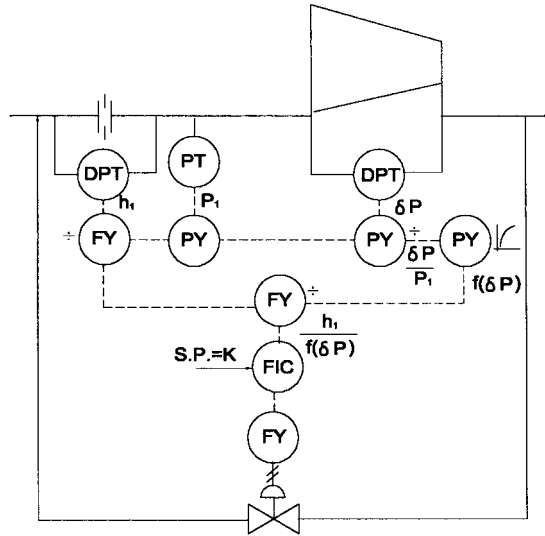 DPT
PT
DPT
h₁
P₁
δP
÷
FY
PY
PY
÷
PY
δP
P₁
f(δP)
FY
÷
h₁
f(δP)
S.P.=K
FIC
FY